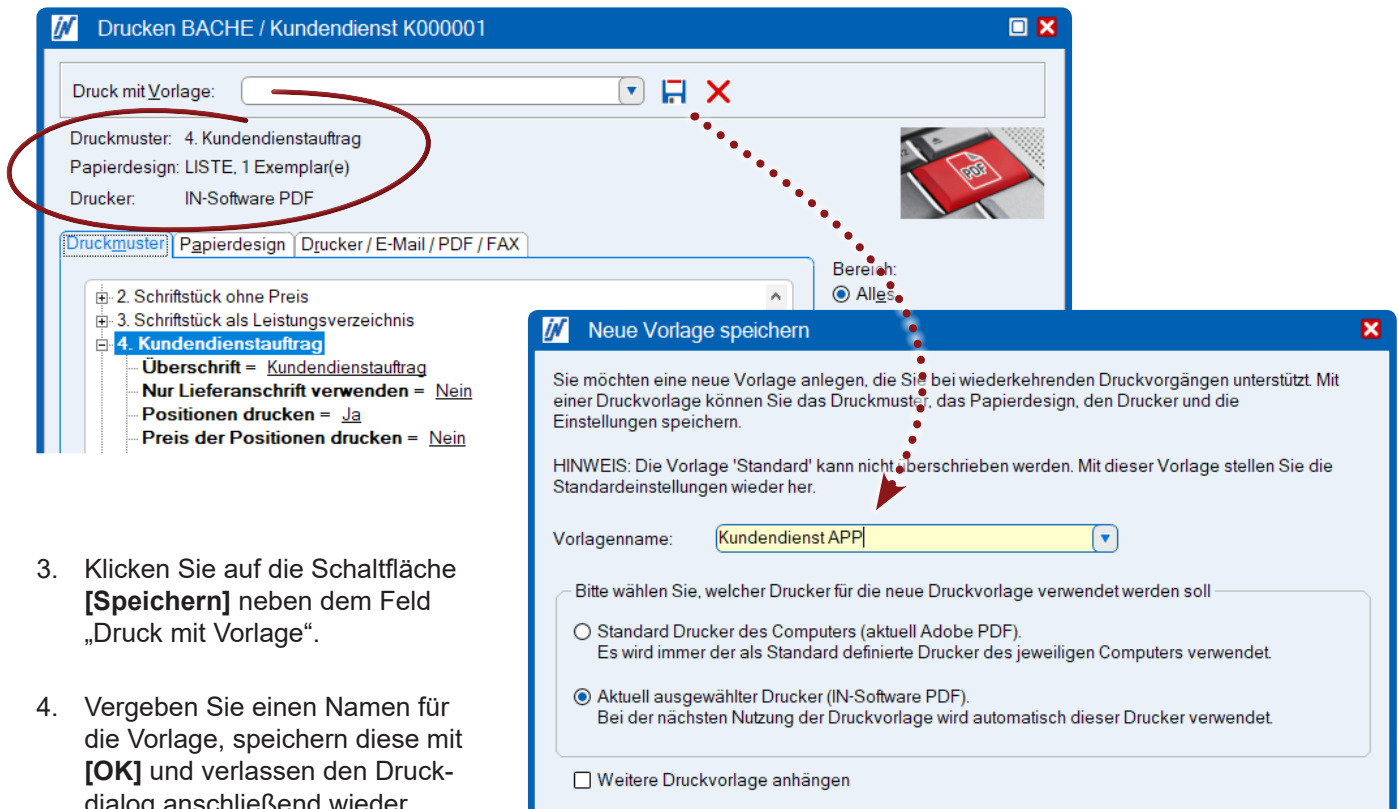 Drucken BACHE / Kundendienst K000001
Druck mit Vorlage:
Druckmuster: 4. Kundendienstauftrag
Papierdesign: LISTE, 1 Exemplar(e)
Drucker: IN-Software PDF
PDF
Druckmuster Papierdesign Drucker / E-Mail / PDF / FAX
Bereich:
Alles
2. Schriftstück ohne Preis
3. Schriftstück als Leistungsverzeichnis
4. Kundendienstauftrag
Überschrift = Kundendienstauftrag
Nur Lieferanschrift verwenden = Nein
Positionen drucken = Ja
Preis der Positionen drucken = Nein
3. Klicken Sie auf die Schaltfläche
[Speichern] neben dem Feld
„Druck mit Vorlage“.
4. Vergeben Sie einen Namen für
die Vorlage, speichern diese mit
[OK] und verlassen den Druck-
dialog anschließend wieder
Neue Vorlage speichern
Sie möchten eine neue Vorlage anlegen, die Sie bei wiederkehrenden Druckvorgängen unterstützt. Mit
einer Druckvorlage können Sie das Druckmuster, das Papierdesign, den Drucker und die
Einstellungen speichern.
HINWEIS: Die Vorlage 'Standard' kann nicht überschrieben werden. Mit dieser Vorlage stellen Sie die
Standardeinstellungen wieder her.
Vorlagenname: Kundendienst APP
Bitte wählen Sie, welcher Drucker für die neue Druckvorlage verwendet werden soll
Standard Drucker des Computers (aktuell Adobe PDF).
Es wird immer der als Standard definierte Drucker des jeweiligen Computers verwendet.
Aktuell ausgewählter Drucker (IN-Software PDF).
Bei der nächsten Nutzung der Druckvorlage wird automatisch dieser Drucker verwendet.
Weitere Druckvorlage anhängen